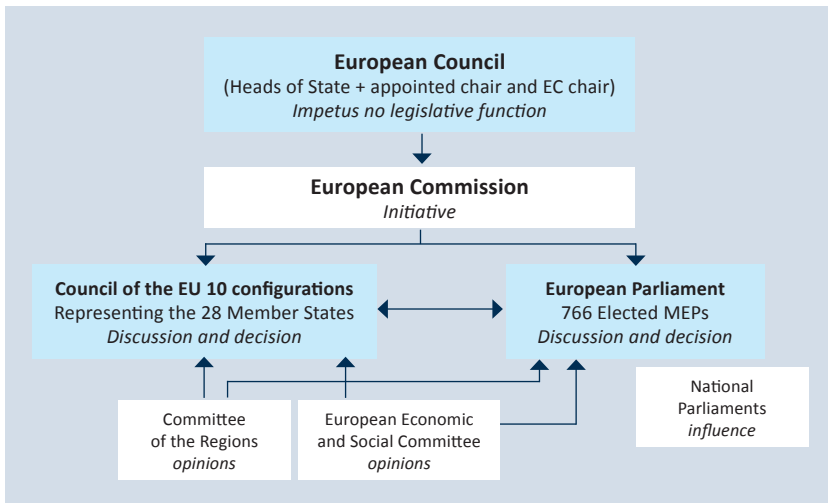 European Council
(Heads of State + appointed chair and EC chair)
Impetus no legislative function
European Commission
Initiative
Council of the EU 10 configurations
Representing the 28 Member States
Discussion and decision
European Parliament
766 Elected MEPs
Discussion and decision
Committee
of the Regions
opinions
European Economic
and Social Committee
opinions
National
Parliaments
influence